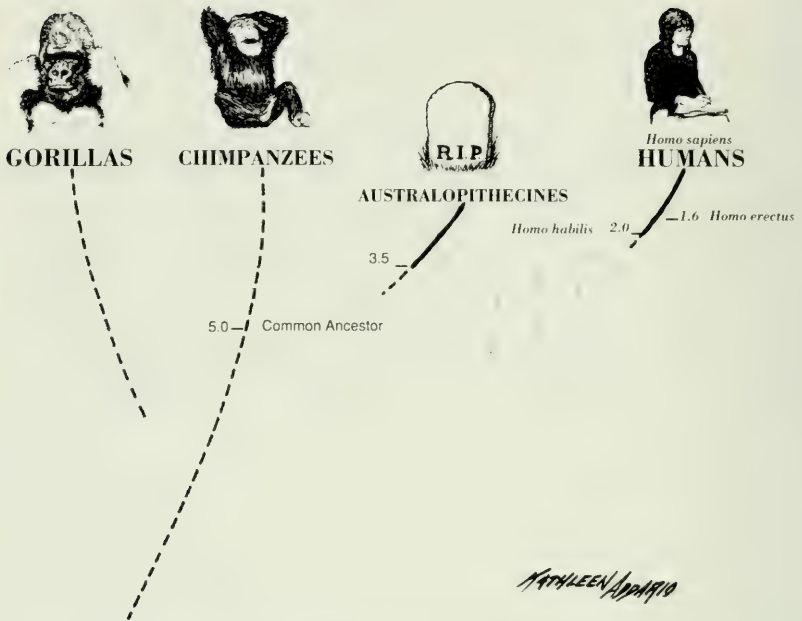 R.I.P.
Homo sapiens
GORILLAS
CHIMPANZEES
HUMANS
AUSTRALOPITHECINES
Homo habilis 2.0
1.6 Homo erectus
3.5
5.0 Common Ancestor
KATHLEEN ADDARIO